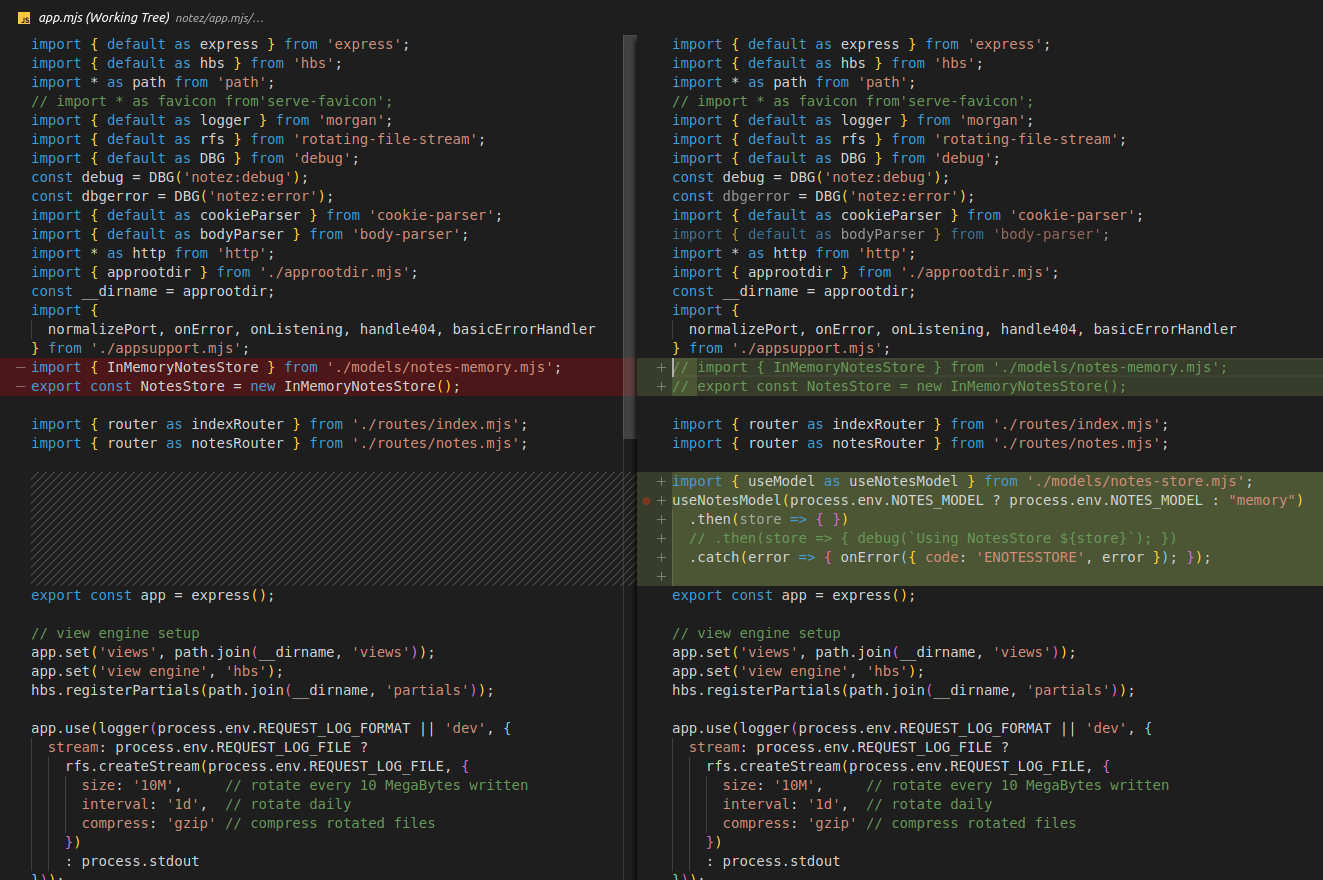 JS app.mjs (Working Tree) notez/app.mjs/...
import { default as express } from 'express';
import { default as hbs } from 'hbs';
import * as path from 'path';
// import * as favicon from'serve-favicon';
import { default as logger } from 'morgan';
import { default as rfs } from 'rotating-file-stream';
import { default as DBG } from 'debug';
const debug = DBG('notez:debug');
const dbgerror = DBG('notez:error');
import { default as cookieParser } from 'cookie-parser';
import { default as bodyParser } from 'body-parser';
import * as http from 'http';
import { approotdir } from './approotdir.mjs';
const __dirname = approotdir;
import {
  normalizePort, onError, onListening, handle404, basicErrorHandler
} from './appsupport.mjs';
— import { InMemoryNotesStore } from './models/notes-memory.mjs';
— export const NotesStore = new InMemoryNotesStore();
import { router as indexRouter } from './routes/index.mjs';
import { router as notesRouter } from './routes/notes.mjs';
export const app = express();
// view engine setup
app.set('views', path.join(__dirname, 'views'));
app.set('view engine', 'hbs');
hbs.registerPartials(path.join(__dirname, 'partials'));
app.use(logger(process.env.REQUEST_LOG_FORMAT || 'dev', {
  stream: process.env.REQUEST_LOG_FILE ?
    rfs.createStream(process.env.REQUEST_LOG_FILE, {
      size: '10M',     // rotate every 10 MegaBytes written
      interval: '1d',  // rotate daily
      compress: 'gzip' // compress rotated files
    })
    : process.stdout
}));
import { default as express } from 'express';
import { default as hbs } from 'hbs';
import * as path from 'path';
// import * as favicon from'serve-favicon';
import { default as logger } from 'morgan';
import { default as rfs } from 'rotating-file-stream';
import { default as DBG } from 'debug';
const debug = DBG('notez:debug');
const dbgerror = DBG('notez:error');
import { default as cookieParser } from 'cookie-parser';
import { default as bodyParser } from 'body-parser';
import * as http from 'http';
import { approotdir } from './approotdir.mjs';
const __dirname = approotdir;
import {
  normalizePort, onError, onListening, handle404, basicErrorHandler
} from './appsupport.mjs';
+ // import { InMemoryNotesStore } from './models/notes-memory.mjs';
+ // export const NotesStore = new InMemoryNotesStore();
import { router as indexRouter } from './routes/index.mjs';
import { router as notesRouter } from './routes/notes.mjs';
+ import { useModel as useNotesModel } from './models/notes-store.mjs';
+ useNotesModel(process.env.NOTES_MODEL ? process.env.NOTES_MODEL : "memory")
+   .then(store => { })
+   // .then(store => { debug(`Using NotesStore ${store}`); })
+   .catch(error => { onError({ code: 'ENOTESSTORE', error }); });
+
export const app = express();
// view engine setup
app.set('views', path.join(__dirname, 'views'));
app.set('view engine', 'hbs');
hbs.registerPartials(path.join(__dirname, 'partials'));
app.use(logger(process.env.REQUEST_LOG_FORMAT || 'dev', {
  stream: process.env.REQUEST_LOG_FILE ?
    rfs.createStream(process.env.REQUEST_LOG_FILE, {
      size: '10M',     // rotate every 10 MegaBytes written
      interval: '1d',  // rotate daily
      compress: 'gzip' // compress rotated files
    })
    : process.stdout
}));